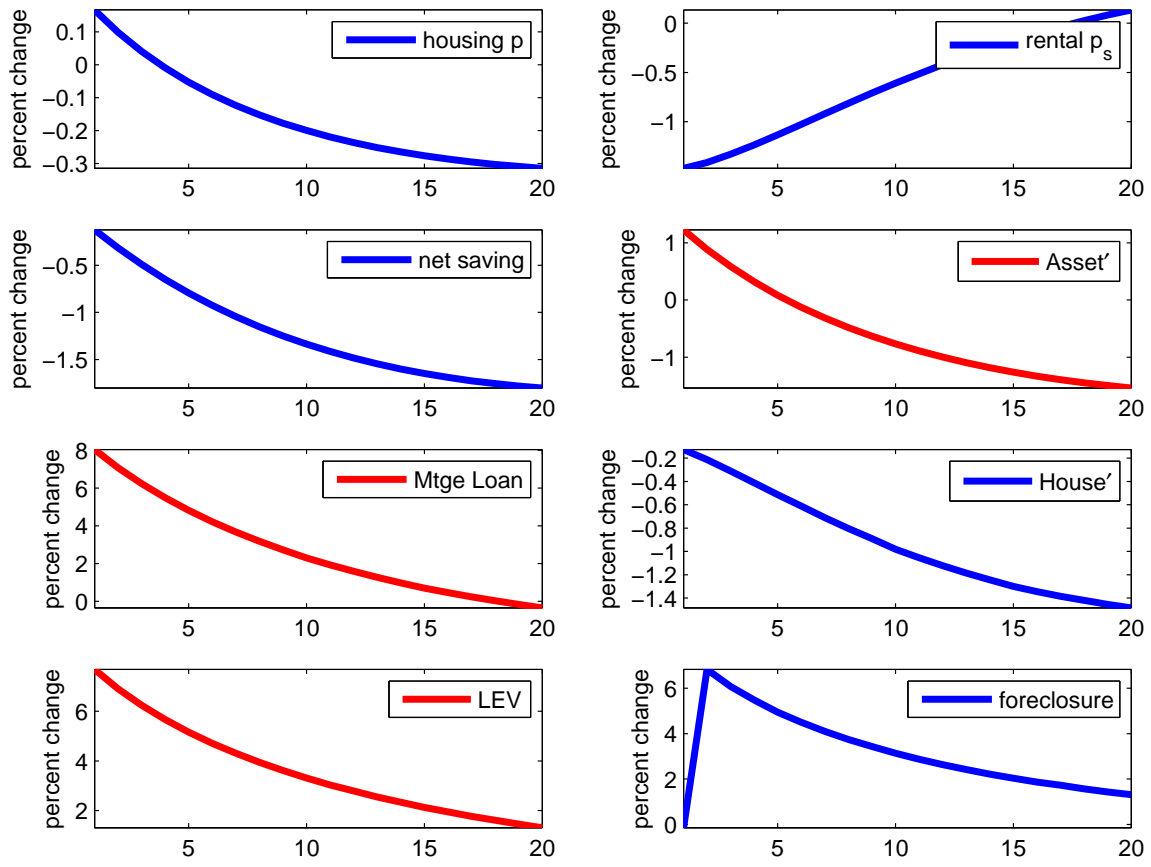 percent change
0.1
0
−0.1
−0.2
−0.3
housing p
5 10 15 20
percent change
0
−0.5
−1
rental p_s
5 10 15 20
percent change
−0.5
−1
−1.5
net saving
5 10 15 20
percent change
1
0
−1
Asset′
5 10 15 20
percent change
8
6
4
2
0
Mtge Loan
5 10 15 20
percent change
−0.2
−0.4
−0.6
−0.8
−1
−1.2
−1.4
House′
5 10 15 20
percent change
6
4
2
LEV
5 10 15 20
percent change
6
4
2
0
foreclosure
5 10 15 20